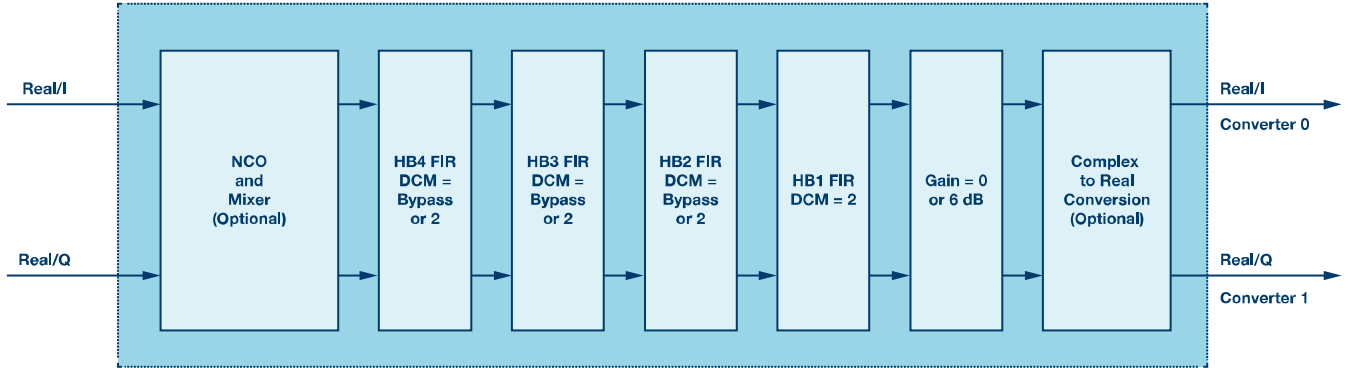 Real/I
Real/Q
NCO
and
Mixer
(Optional)
HB4 FIR
DCM =
Bypass
or 2
HB3 FIR
DCM =
Bypass
or 2
HB2 FIR
DCM =
Bypass
or 2
HB1 FIR
DCM = 2
Gain = 0
or 6 dB
Complex
to Real
Conversion
(Optional)
Real/I
Converter 0
Real/Q
Converter 1